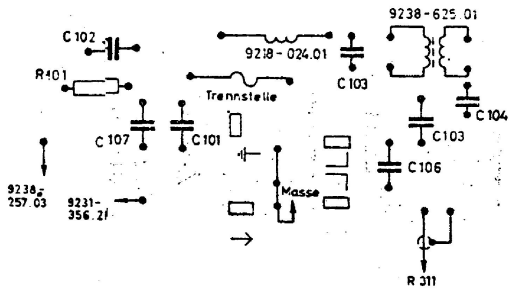 9238-625.01
C102
9218-024.01
C103
R401
Trennstelle
C104
C107
C101
C103
C106
9238-
257.03
9231-
356.21
Masse
R311